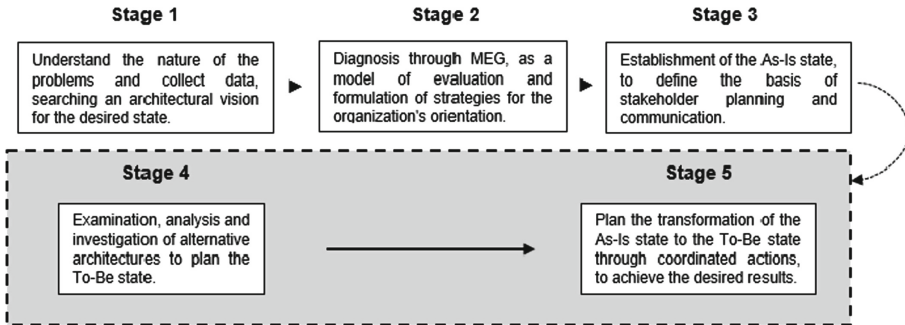 Stage 1
Understand the nature of the
problems and collect data,
searching an architectural vision
for the desired state.
Stage 2
Diagnosis through MEG, as a
model of evaluation and
formulation of strategies for the
organization's orientation.
Stage 3
Establishment of the As-Is state,
to define the basis of
stakeholder planning and
communication.
Stage 4
Examination, analysis and
investigation of alternative
architectures to plan the
To-Be state.
Stage 5
Plan the transformation of the
As-Is state to the To-Be state
through coordinated actions,
to achieve the desired results.